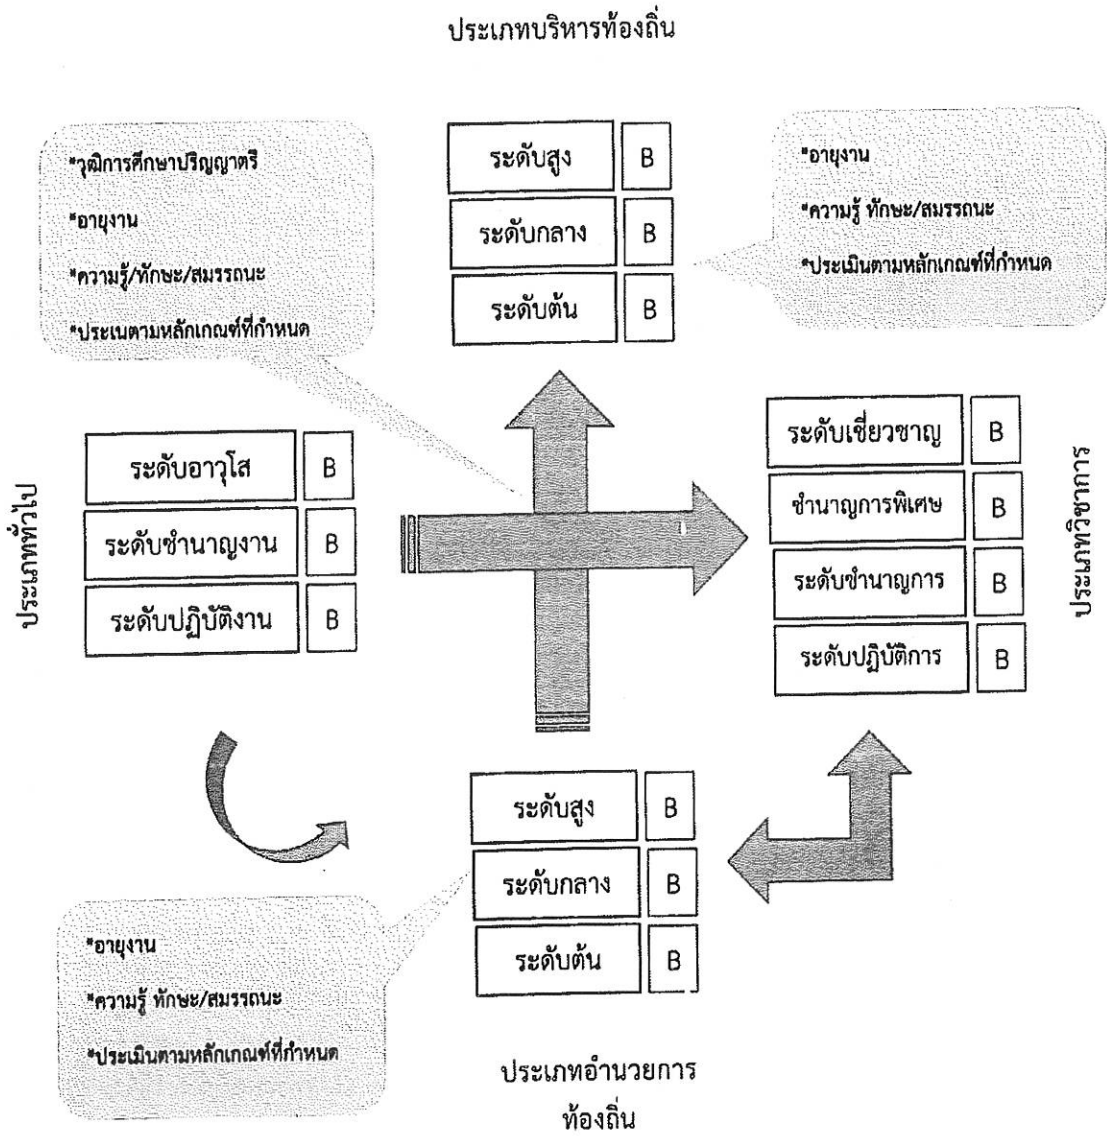 ประเภทบริหารท้องถิ่น
*วุฒิการศึกษาปริญญาตรี
*อายุงาน
*ความรู้/ทักษะ/สมรรถนะ
*ประเนตามหลักเกณฑ์ที่กำหนด
ระดับสูง B
ระดับกลาง B
ระดับต้น B
*อายุงาน
*ความรู้ ทักษะ/สมรรถนะ
*ประเมินตามหลักเกณฑ์ที่กำหนด
ประเภททั่วไป
ระดับอาวุโส B
ระดับชำนาญงาน B
ระดับปฏิบัติงาน B
ระดับเชี่ยวชาญ B
ชำนาญการพิเศษ B
ระดับชำนาญการ B
ระดับปฏิบัติการ B
ประเภทวิชาการ
ระดับสูง B
ระดับกลาง B
ระดับต้น B
*อายุงาน
*ความรู้ ทักษะ/สมรรถนะ
*ประเมินตามหลักเกณฑ์ที่กำหนด
ประเภทอำนวยการ
ท้องถิ่น